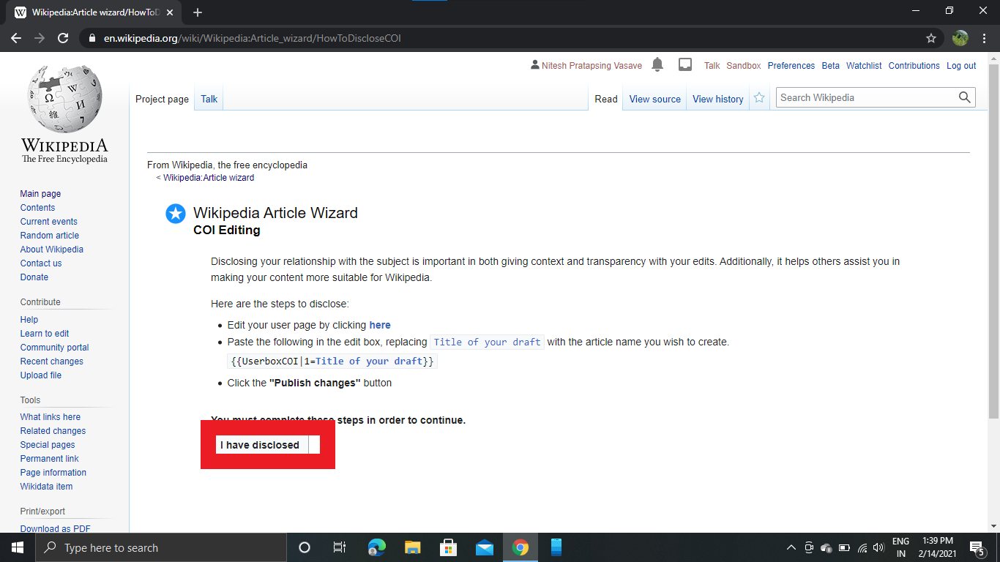 Wikipedia:Article wizard/HowToD
en.wikipedia.org/wiki/Wikipedia:Article_wizard/HowToDiscloseCOI
Nitesh Pratapsing Vasave Talk Sandbox Preferences Beta Watchlist Contributions Log out
Project page Talk Read View source View history Search Wikipedia
WIKIPEDIA
The Free Encyclopedia
From Wikipedia, the free encyclopedia
< Wikipedia:Article wizard
Main page
Contents
Current events
Random article
About Wikipedia
Contact us
Donate
Contribute
Help
Learn to edit
Community portal
Recent changes
Upload file
Tools
What links here
Related changes
Special pages
Permanent link
Page information
Wikidata item
Print/export
Download as PDF
Wikipedia Article Wizard
COI Editing
Disclosing your relationship with the subject is important in both giving context and transparency with your edits. Additionally, it helps others assist you in
making your content more suitable for Wikipedia.
Here are the steps to disclose:
• Edit your user page by clicking here
• Paste the following in the edit box, replacing Title of your draft with the article name you wish to create.
{{UserboxCOI|1=Title of your draft}}
• Click the "Publish changes" button
You must complete these steps in order to continue.
I have disclosed
Type here to search
ENG
IN
1:39 PM
2/14/2021
5